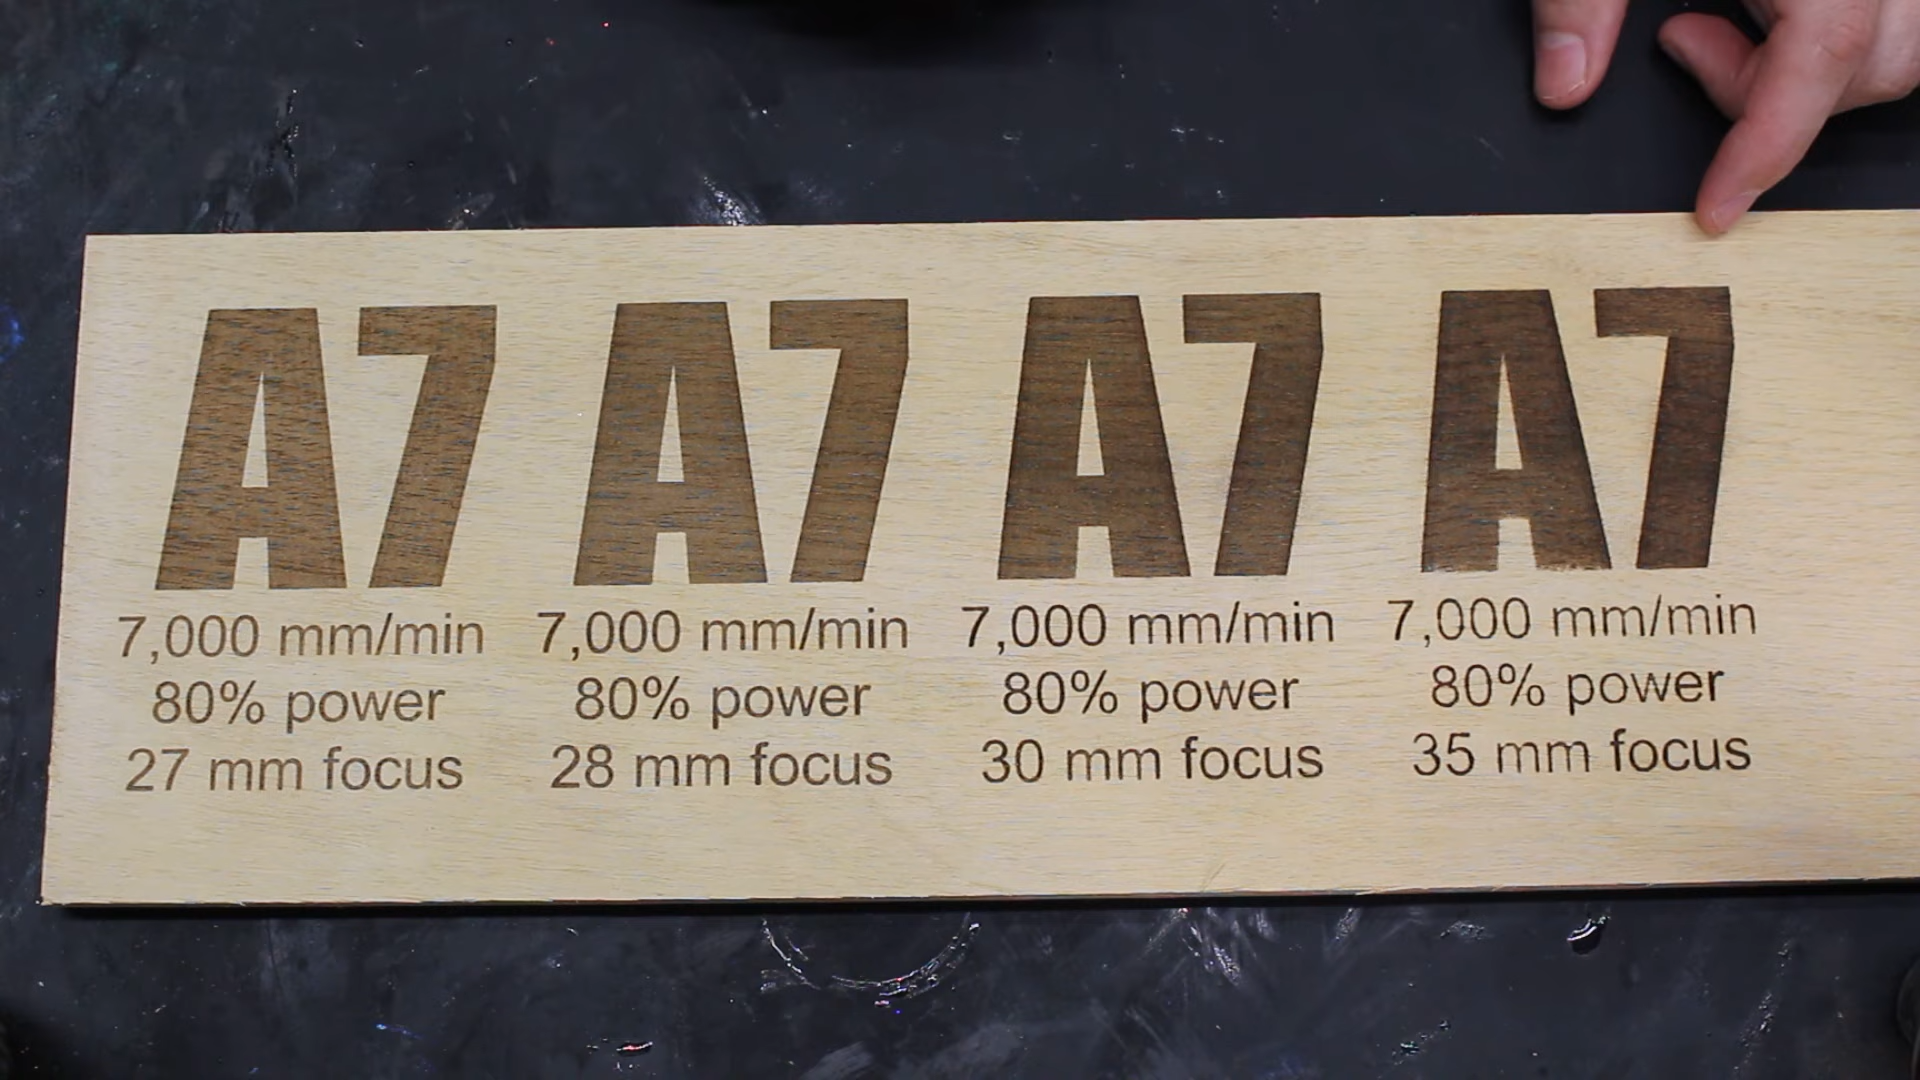 A7 A7 A7 A7
7,000 mm/min 7,000 mm/min 7,000 mm/min 7,000 mm/min
80% power 80% power 80% power 80% power
27 mm focus 28 mm focus 30 mm focus 35 mm focus